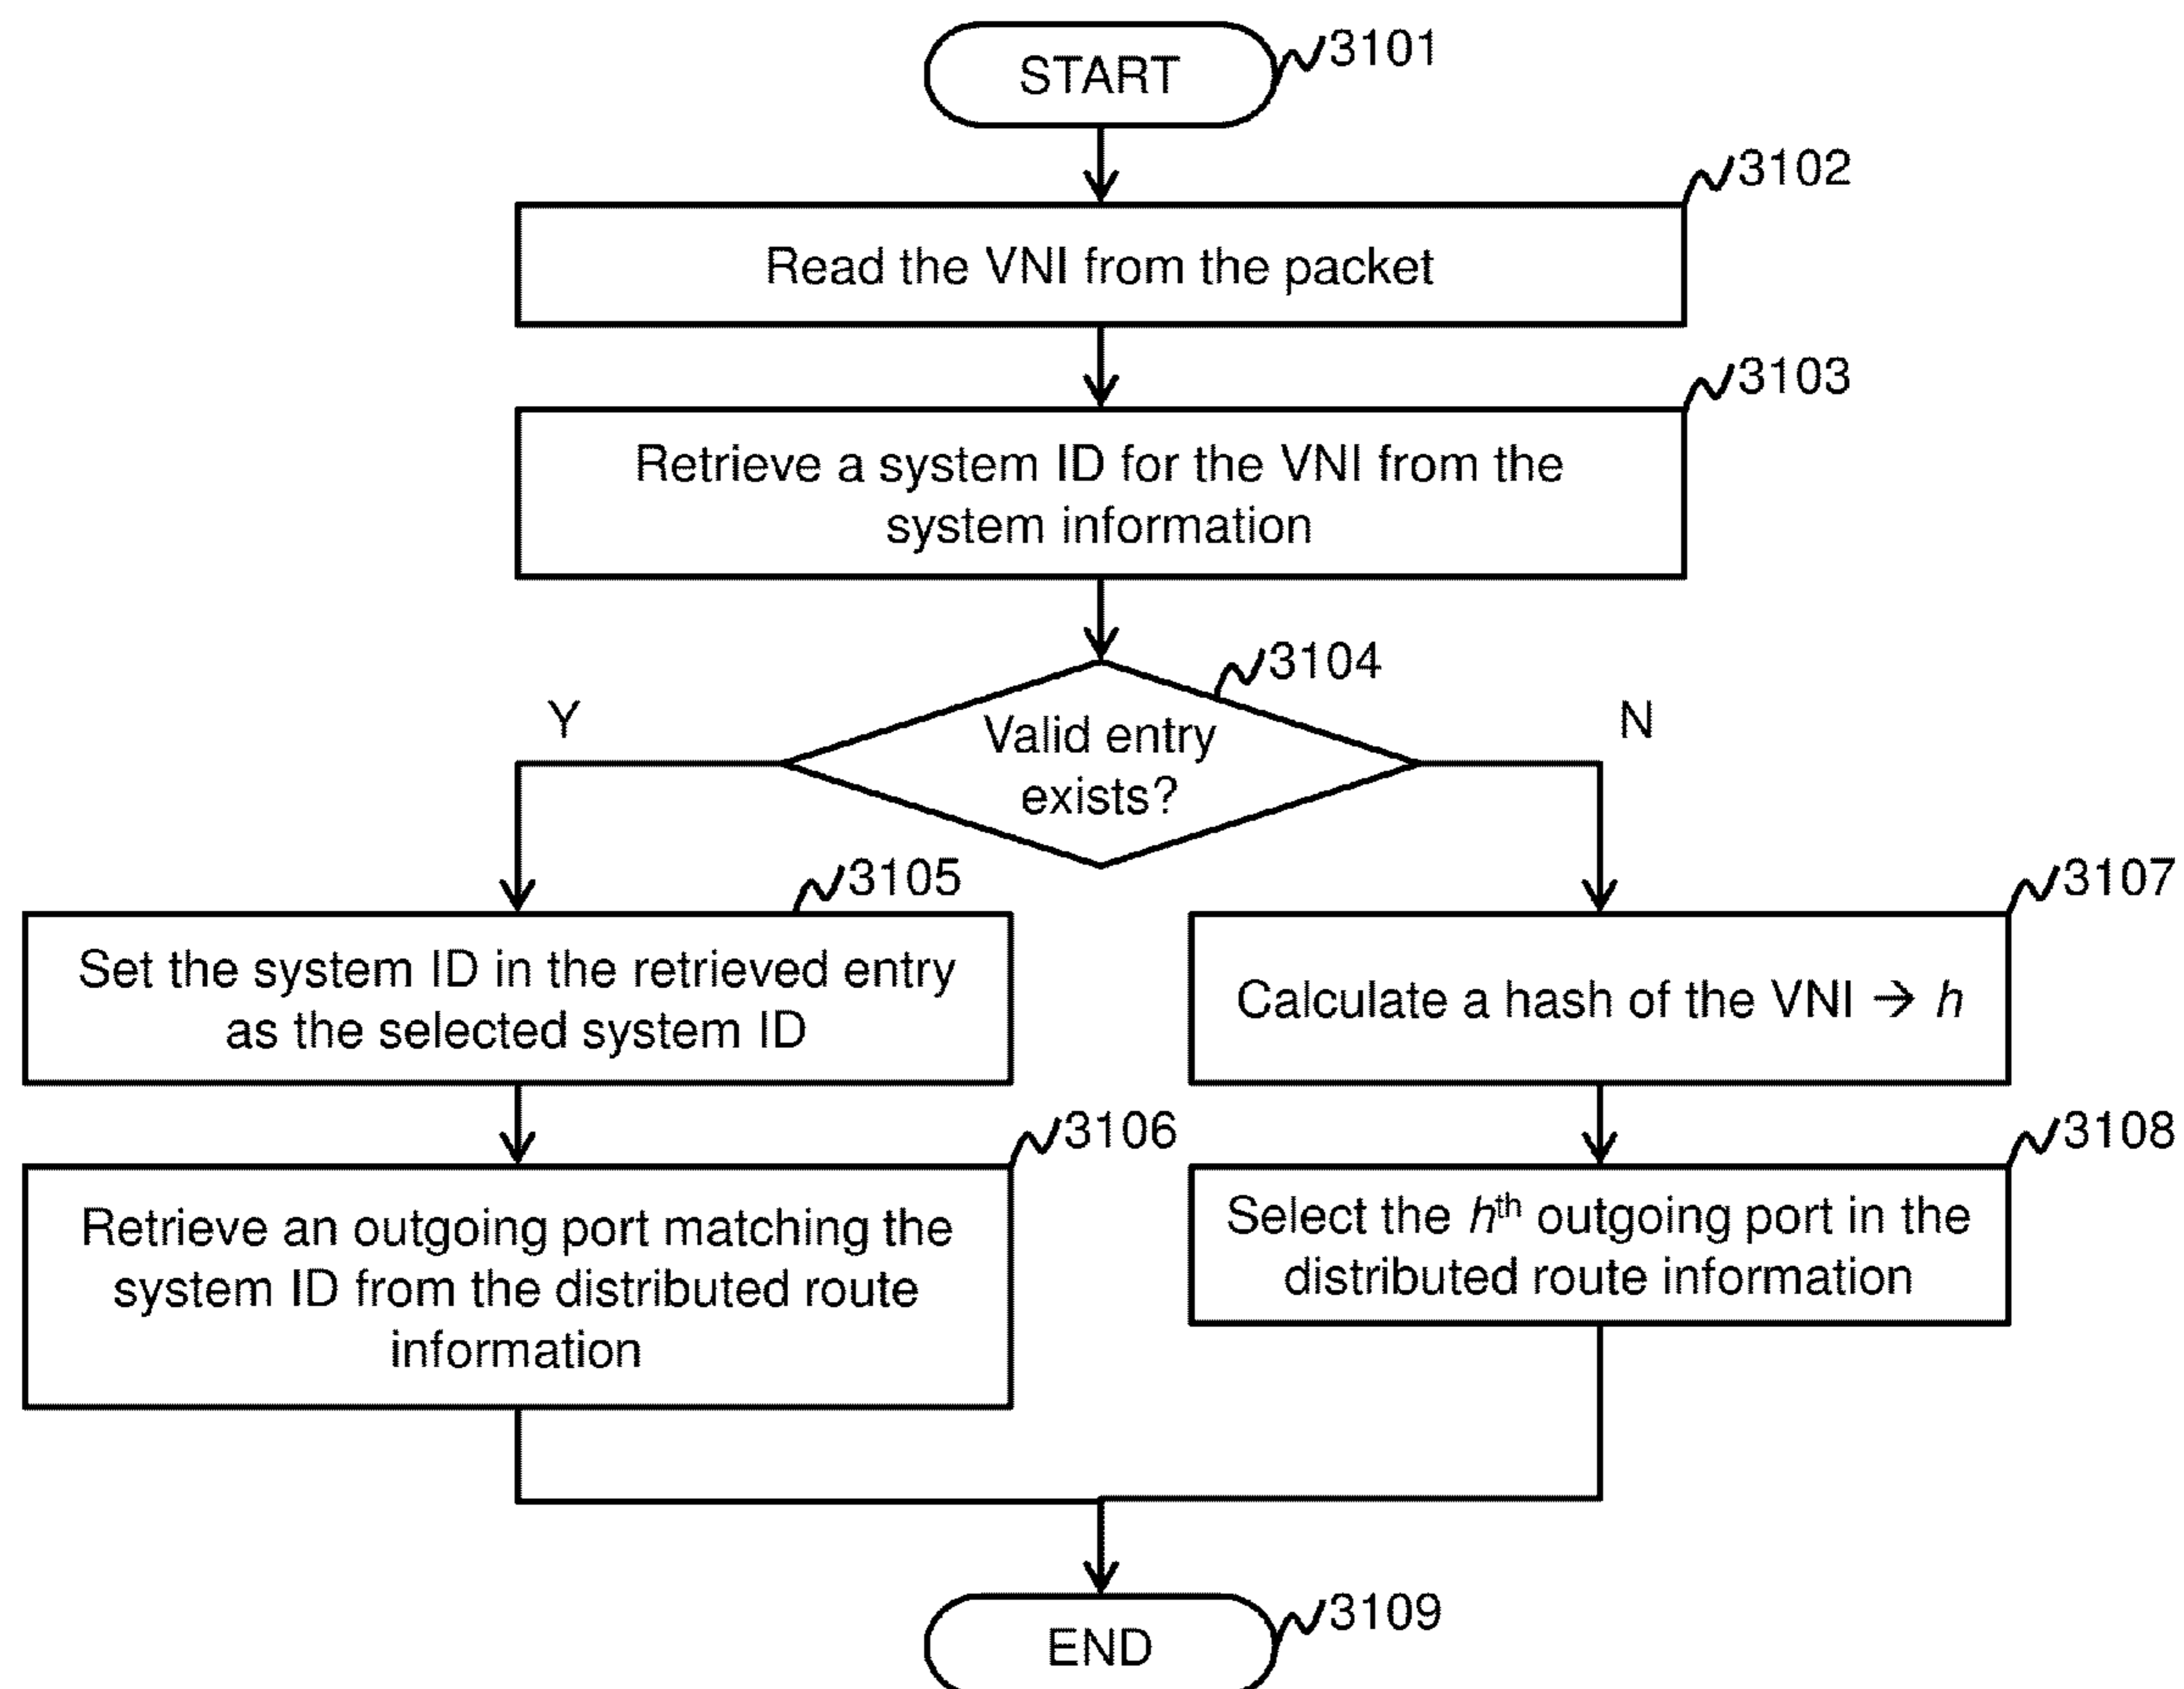 START
3101
3102
Read the VNI from the packet
3103
Retrieve a system ID for the VNI from the
system information
3104
Valid entry
exists?
Y
N
3105
Set the system ID in the retrieved entry
as the selected system ID
3107
Calculate a hash of the VNI → h
3106
Retrieve an outgoing port matching the
system ID from the distributed route
information
3108
Select the hth outgoing port in the
distributed route information
END
3109